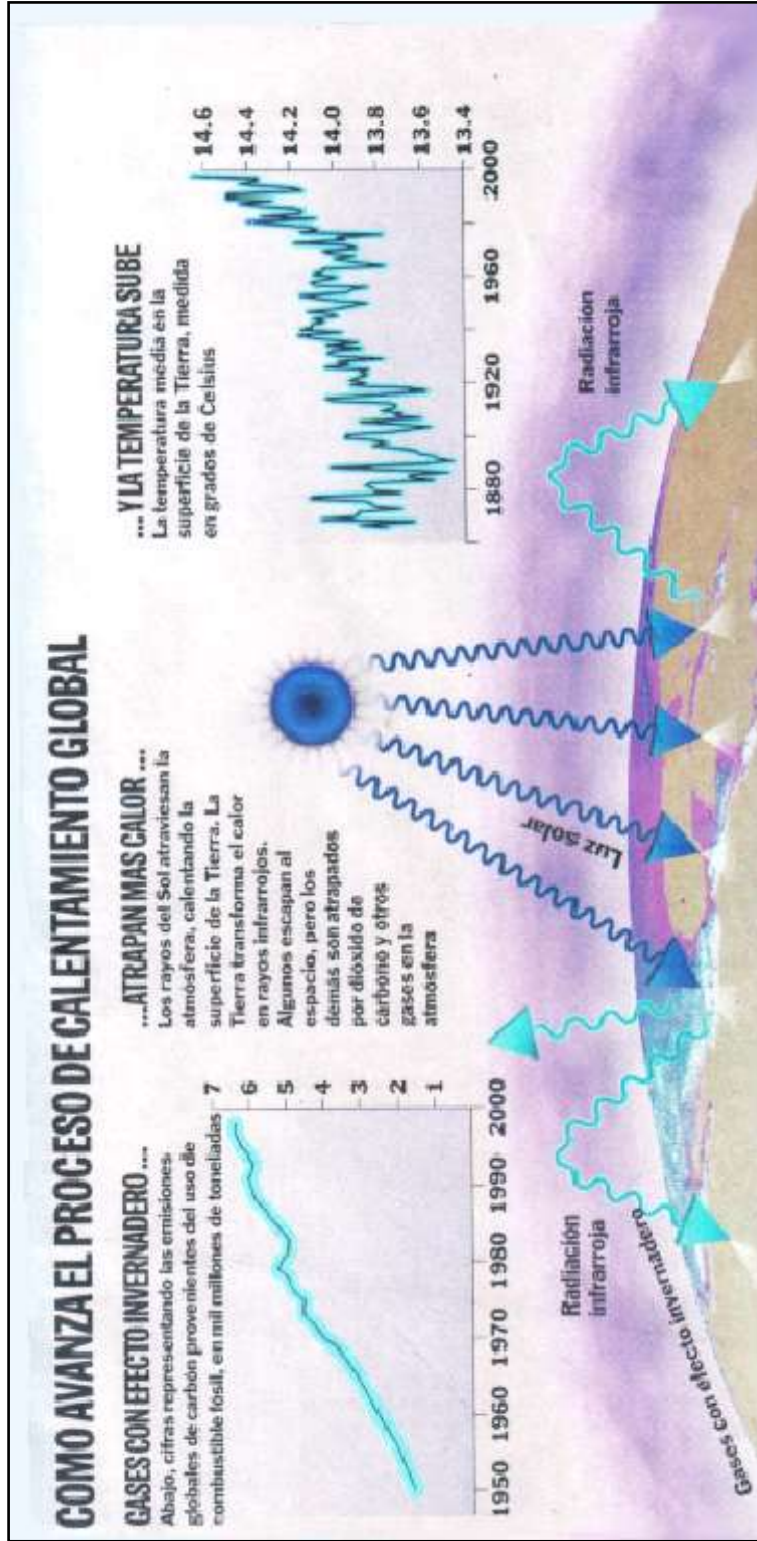 COMO AVANZA EL PROCESO DE CALENTAMIENTO GLOBAL
GASES CON EFECTO INVERNADERO ...
Abajo, cifras representando las emisiones
globales de carbón provenientes del uso de
combustible fósil, en mil millones de toneladas
7
6
5
4
3
2
1
1950 1960 1970 1980 1990 2000
...ATRAPAN MAS CALOR ...
Los rayos del Sol atraviesan la
atmósfera, calentando la
superficie de la Tierra. La
Tierra transforma el calor
en rayos infrarrojos.
Algunos escapan al
espacio, pero los
demás son atrapados
por dióxido de
carbono y otros
gases en la
atmósfera
... Y LA TEMPERATURA SUBE
La temperatura média en la
superficie de la Tierra, medida
en grados de Celsius
14.6
14.4
14.2
14.0
13.8
13.6
13.4
1880 1920 1960 2000
Luz Solar
Radiación
infrarroja
Radiación
infrarroja
Gases con efecto invernadero